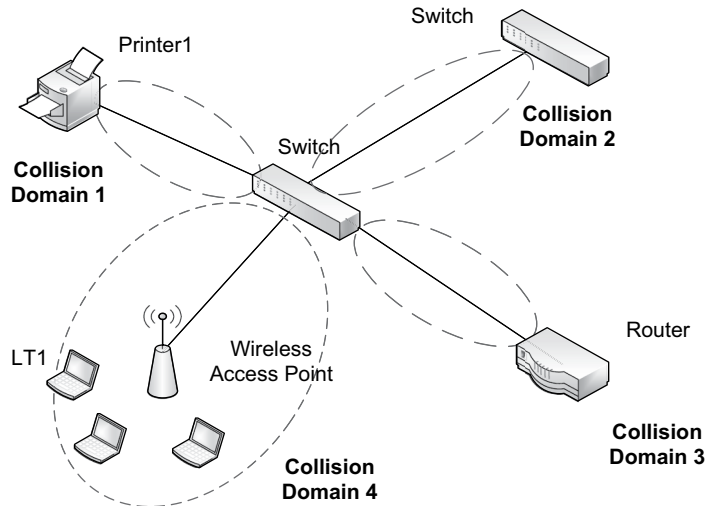 Switch
Printer1
Collision
Domain 2
Switch
Collision
Domain 1
Router
LT1
Wireless
Access Point
Collision
Domain 3
Collision
Domain 4